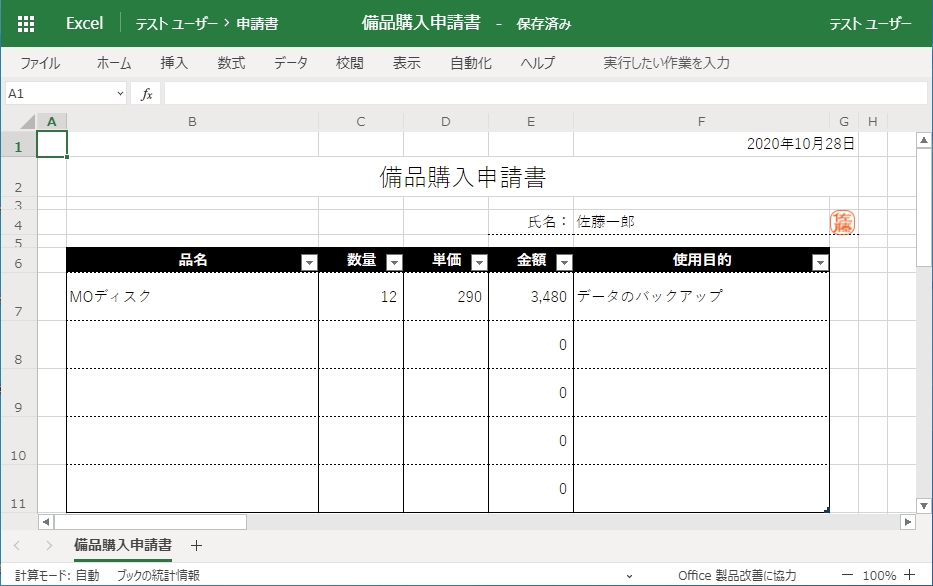 Excel テスト ユーザー > 申請書 備品購入申請書 - 保存済み テスト ユーザー
ファイル ホーム 挿入 数式 データ 校閲 表示 自動化 ヘルプ 実行したい作業を入力
A1 fx
A B C D E F G H
1 2020年10月28日
2 備品購入申請書
3
4 氏名： 佐藤一郎 佐藤
5
6 品名 数量 単価 金額 使用目的
7 MOディスク 12 290 3,480 データのバックアップ
8 0
9 0
10 0
11 0
備品購入申請書 +
計算モード: 自動 ブックの統計情報 Office 製品改善に協力 - 100% +